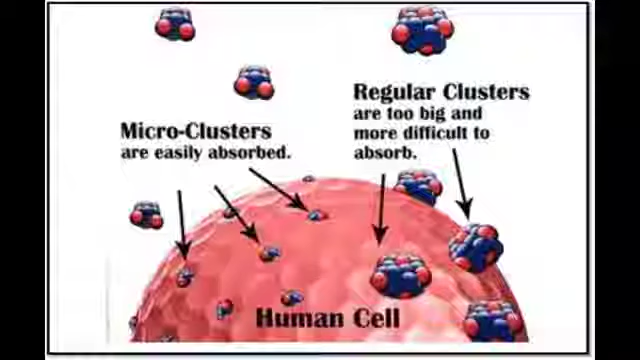 Regular Clusters
are too big and
more difficult to
absorb.
Micro-Clusters
are easily absorbed.
Human Cell